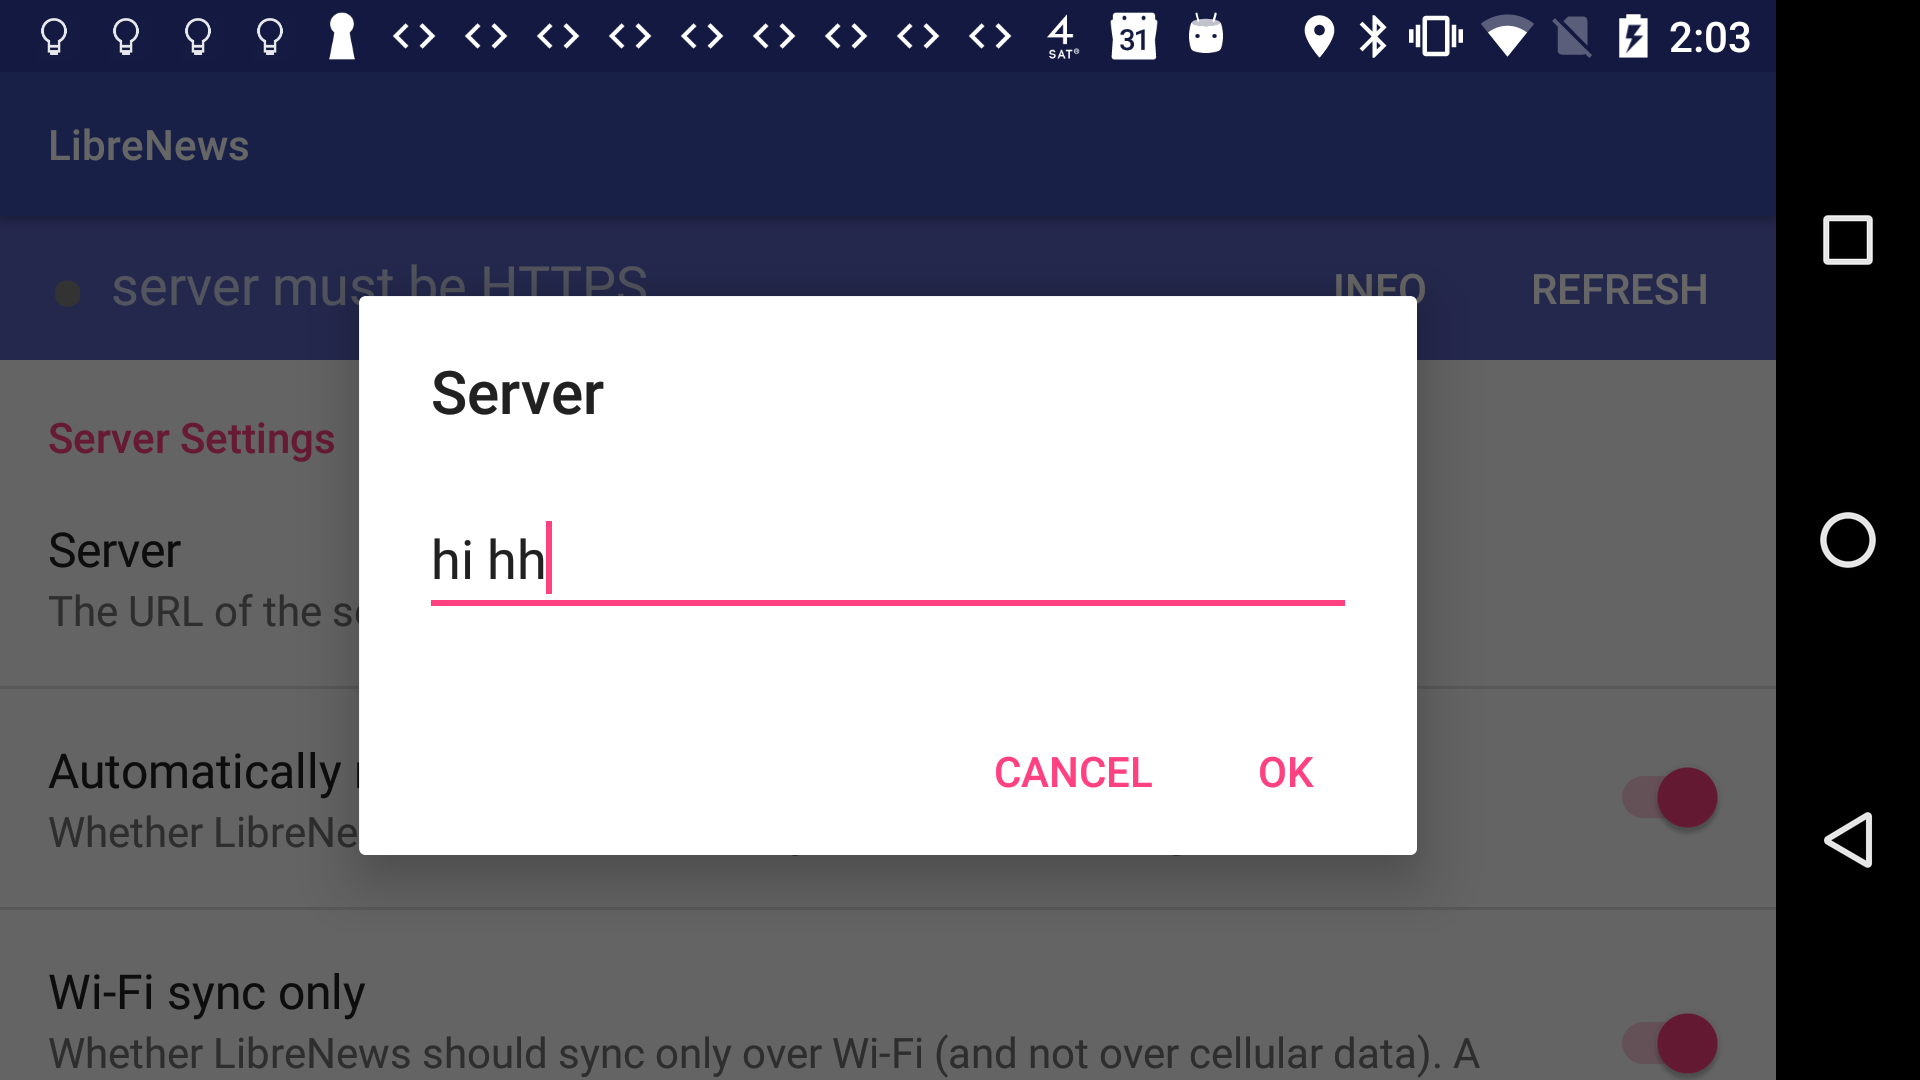 4 SAT® 31 2:03
LibreNews
server must be HTTPS INFO REFRESH
Server Settings
Server
The URL of the
Automatically
Whether LibreNe
Wi-Fi sync only
Whether LibreNews should sync only over Wi-Fi (and not over cellular data). A
Server
hi hh
CANCEL OK